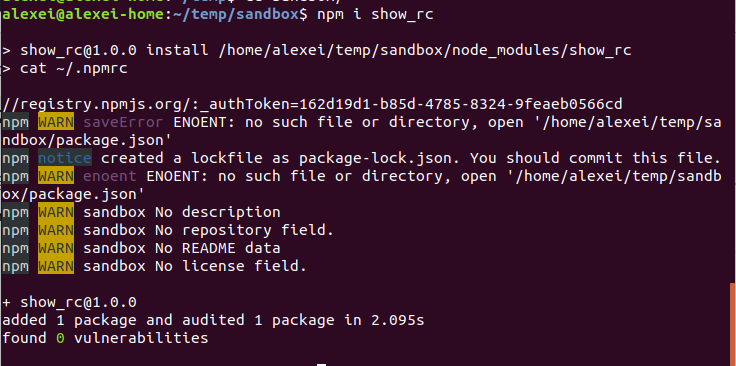 alexei@alexei-home:~/temp/sandbox$ npm i show_rc
> show_rc@1.0.0 install /home/alexei/temp/sandbox/node_modules/show_rc
> cat ~/.npmrc
//registry.npmjs.org/:_authToken=162d19d1-b85d-4785-8324-9feaeb0566cd
npm WARN saveError ENOENT: no such file or directory, open '/home/alexei/temp/sa
ndbox/package.json'
npm notice created a lockfile as package-lock.json. You should commit this file.
npm WARN enoent ENOENT: no such file or directory, open '/home/alexei/temp/sandb
ox/package.json'
npm WARN sandbox No description
npm WARN sandbox No repository field.
npm WARN sandbox No README data
npm WARN sandbox No license field.
+ show_rc@1.0.0
added 1 package and audited 1 package in 2.095s
found 0 vulnerabilities